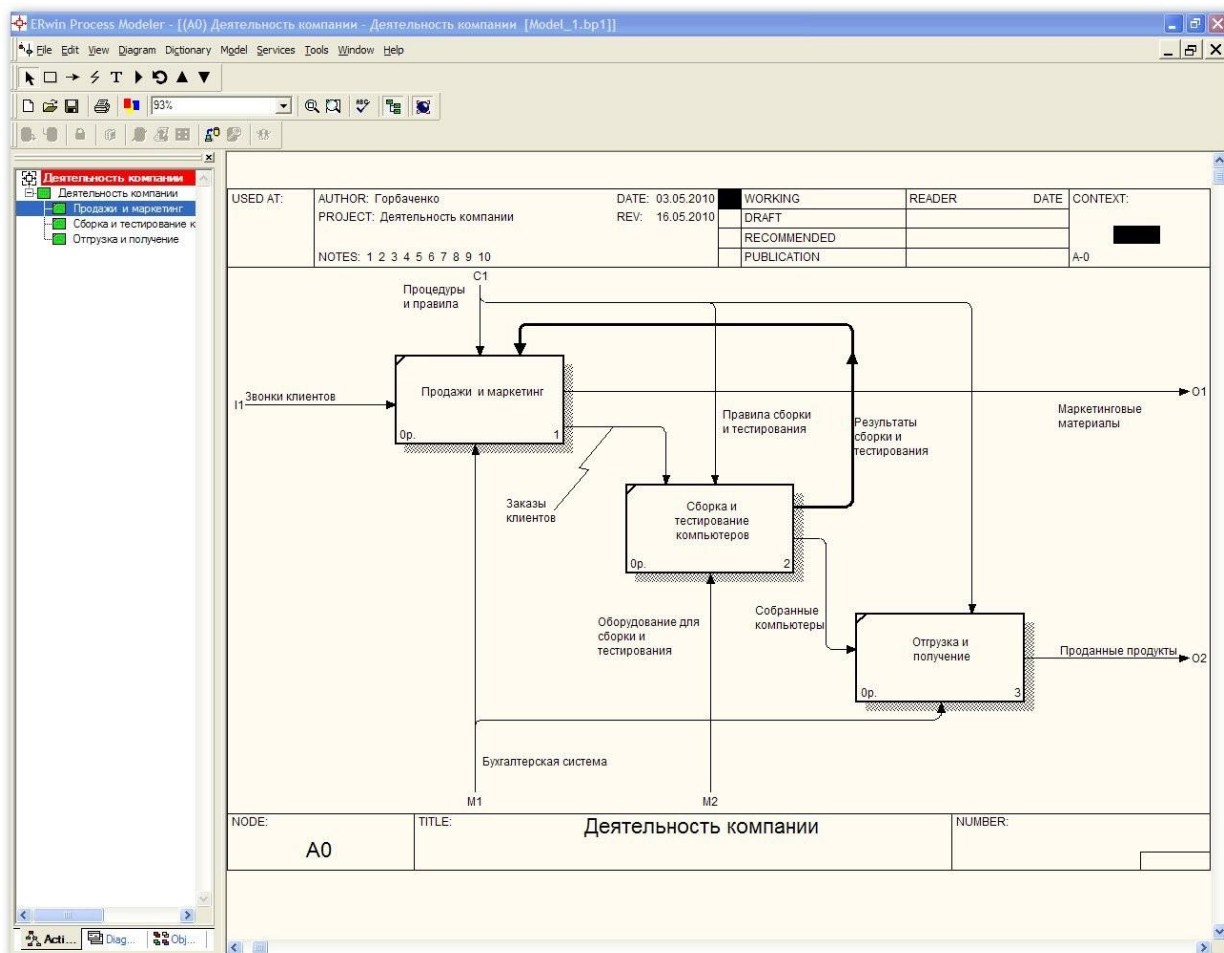 ERwin Process Modeler - [(A0) Деятельность компании - Деятельность компании [Model_1.bp1]]
File Edit View Diagram Dictionary Model Services Tools Window Help
93%
Деятельность компании
Деятельность компании
Продажи и маркетинг
Сборка и тестирование к
Отгрузка и получение
USED AT:
AUTHOR: Горбаченко
DATE: 03.05.2010
PROJECT: Деятельность компании
REV: 16.05.2010
NOTES: 1 2 3 4 5 6 7 8 9 10
WORKING
DRAFT
RECOMMENDED
PUBLICATION
READER
DATE
CONTEXT:
A-0
C1
Процедуры
и правила
I1
Звонки клиентов
Продажи и маркетинг
0р.
1
O1
Маркетинговые
материалы
Правила сборки
и тестирования
Результаты
сборки и
тестирования
Заказы
клиентов
Сборка и
тестирование
компьютеров
0р.
2
Оборудование для
сборки и
тестирования
Собранные
компьютеры
Отгрузка и
получение
0р.
3
Проданные продукты
O2
Бухгалтерская система
M1
M2
NODE:
A0
TITLE:
Деятельность компании
NUMBER:
Acti...
Diag...
Obj...